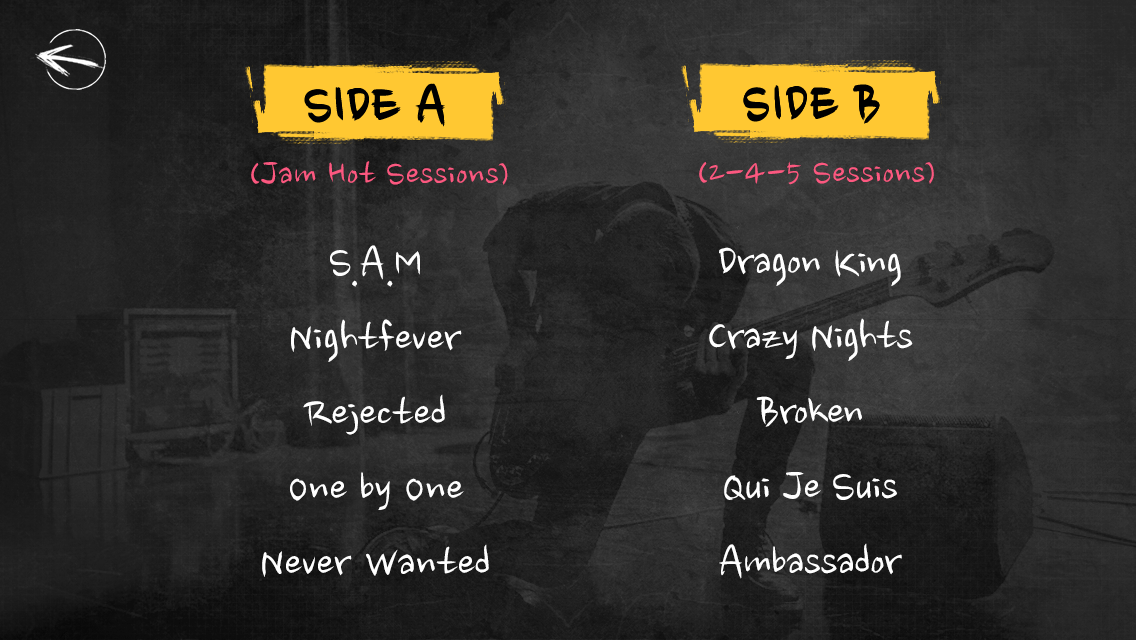 SIDE A
(Jam Hot Sessions)
S.A.M
Nightfever
Rejected
One by One
Never Wanted
SIDE B
(2-4-5 Sessions)
Dragon King
Crazy Nights
Broken
Qui Je Suis
Ambassador